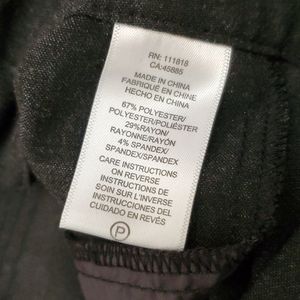 RN: 111818
CA:45885
MADE IN CHINA
FABRIQUÉ EN CHINE
HECHO EN CHINA
67% POLYESTER/
POLYESTER/POLIÉSTER
29%RAYON/
RAYONNE/RAYÓN
4% SPANDEX/
SPANDEX/SPANDEX
CARE INSTRUCTIONS
ON REVERSE
INSTRUCTIONS DE
SOIN SUR L'INVERSE
INSTRUCCIONES DEL
CUIDADO EN REVÉS
P